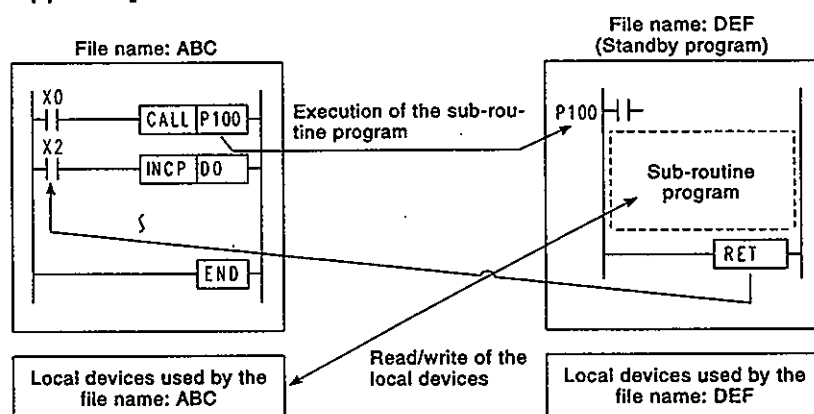 File name: ABC
X0
CALL P100
X2
INCP D0
END
Execution of the sub-rou-
tine program
File name: DEF
(Standby program)
P100
Sub-routine
program
RET
Read/write of the
local devices
Local devices used by the
file name: ABC
Local devices used by the
file name: DEF